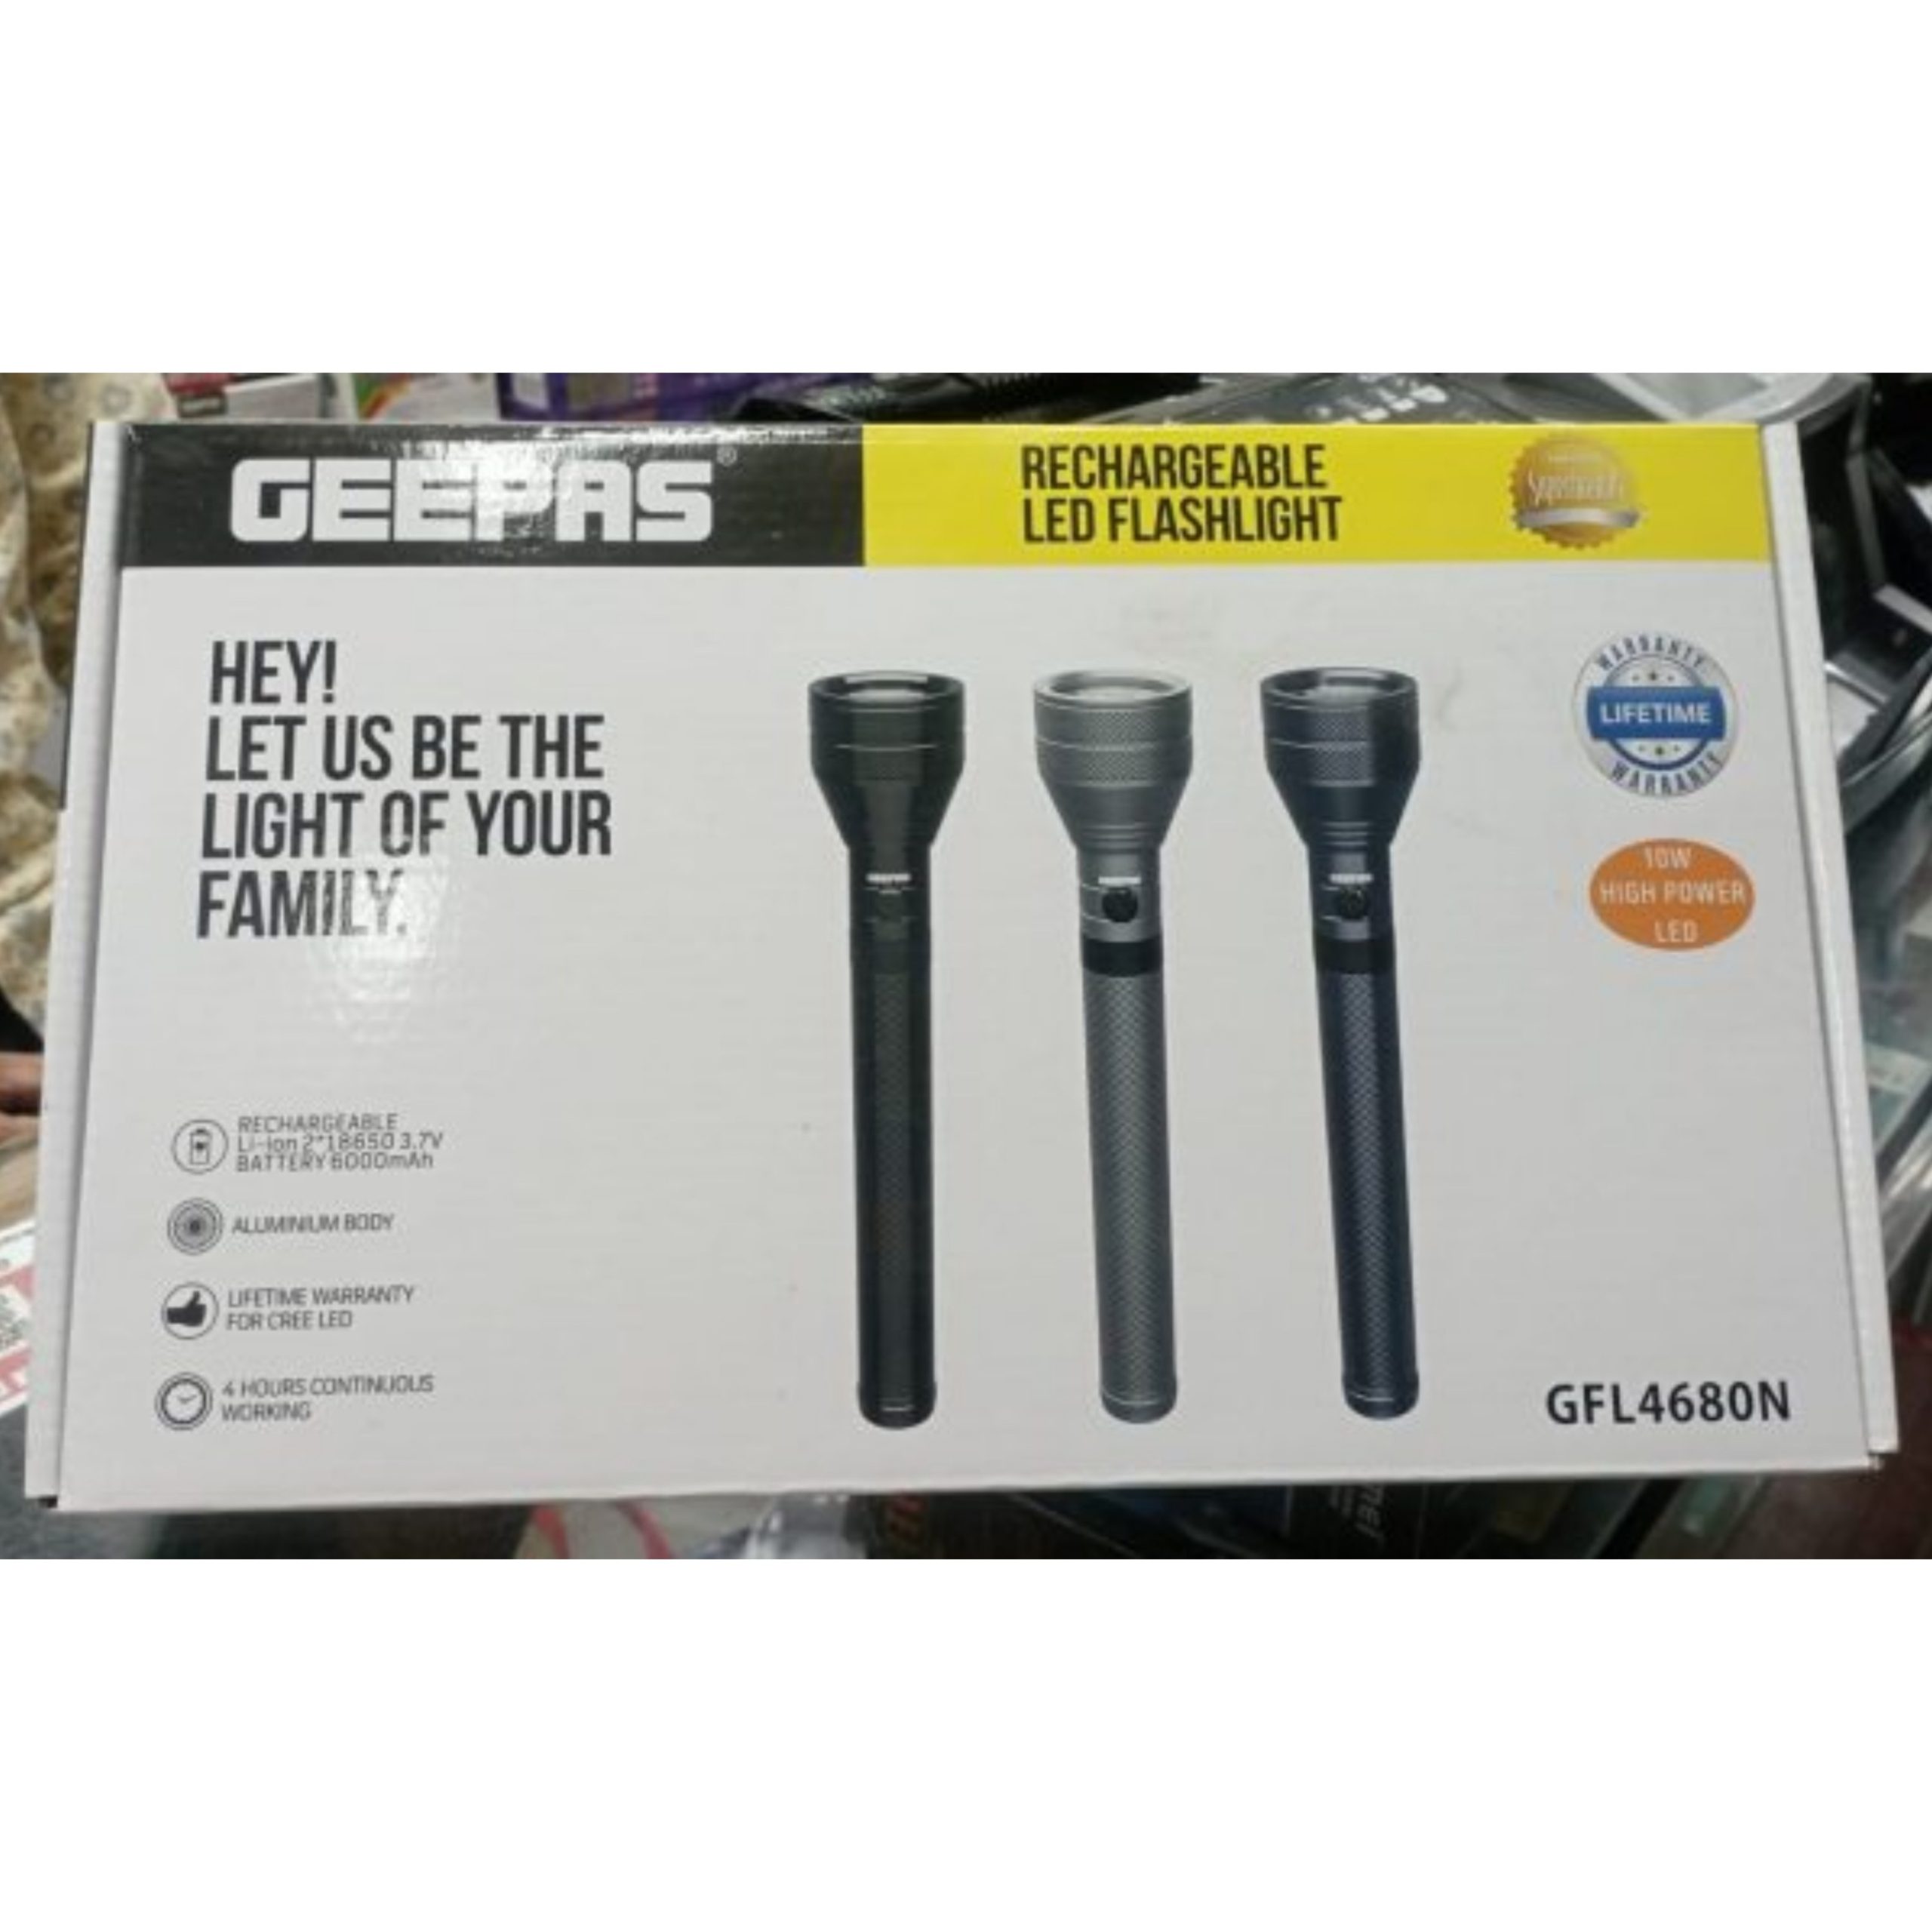 GEEPAS®
RECHARGEABLE
LED FLASHLIGHT
HEY!
LET US BE THE
LIGHT OF YOUR
FAMILY.
WARRANTY
LIFETIME
WARRANTY
10W
HIGH POWER
LED
RECHARGEABLE
Li-ion 2*18650 3.7V
BATTERY 6000mAh
ALUMINIUM BODY
LIFETIME WARRANTY
FOR CREE LED
4 HOURS CONTINUOUS
WORKING
GFL4680N